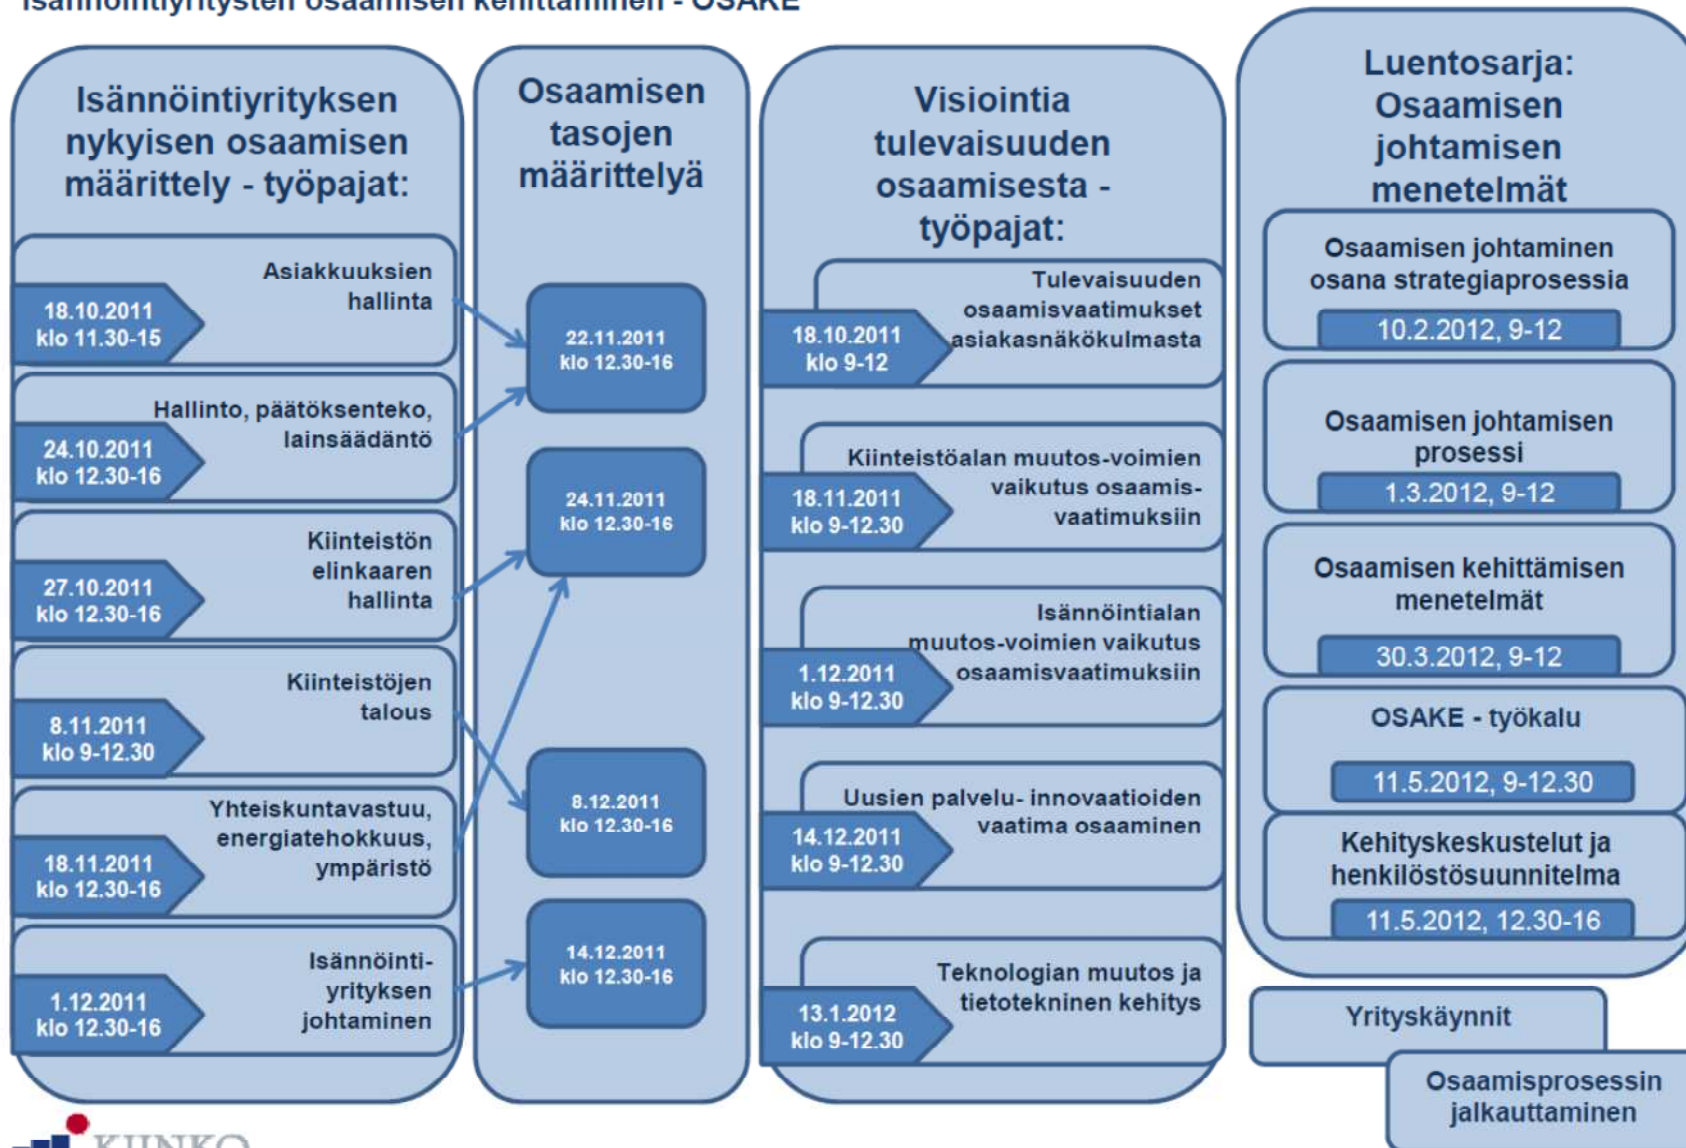 Isännöintiyritysten osaamisen kehittäminen - OSAKE
Isännöintiyrityksen
nykyisen osaamisen
määrittely - työpajat:
Asiakkuuksien
hallinta
18.10.2011
klo 11.30-15
Hallinto, päätöksenteko,
lainsäädäntö
24.10.2011
klo 12.30-16
Kiinteistön
elinkaaren
hallinta
27.10.2011
klo 12.30-16
Kiinteistöjen
talous
8.11.2011
klo 9-12.30
Yhteiskuntavastuu,
energiatehokkuus,
ympäristö
18.11.2011
klo 12.30-16
Isännöinti-
yrityksen
johtaminen
1.12.2011
klo 12.30-16
Osaamisen
tasojen
määrittelyä
22.11.2011
klo 12.30-16
24.11.2011
klo 12.30-16
8.12.2011
klo 12.30-16
14.12.2011
klo 12.30-16
Visiointia
tulevaisuuden
osaamisesta -
työpajat:
Tulevaisuuden
osaamisvaatimukset
asiakasnäkökulmasta
18.10.2011
klo 9-12
Kiinteistöalan muutos-voimien
vaikutus osaamis-
vaatimuksiin
18.11.2011
klo 9-12.30
Isännöintialan
muutos-voimien vaikutus
osaamisvaatimuksiin
1.12.2011
klo 9-12.30
Uusien palvelu- innovaatioiden
vaatima osaaminen
14.12.2011
klo 9-12.30
Teknologian muutos ja
tietotekninen kehitys
13.1.2012
klo 9-12.30
Luentosarja:
Osaamisen
johtamisen
menetelmät
Osaamisen johtaminen
osana strategiaprosessia
10.2.2012, 9-12
Osaamisen johtamisen
prosessi
1.3.2012, 9-12
Osaamisen kehittämisen
menetelmät
30.3.2012, 9-12
OSAKE - työkalu
11.5.2012, 9-12.30
Kehityskeskustelut ja
henkilöstösuunnitelma
11.5.2012, 12.30-16
Yrityskäynnit
Osaamisprosessin
jalkauttaminen
KIINKO